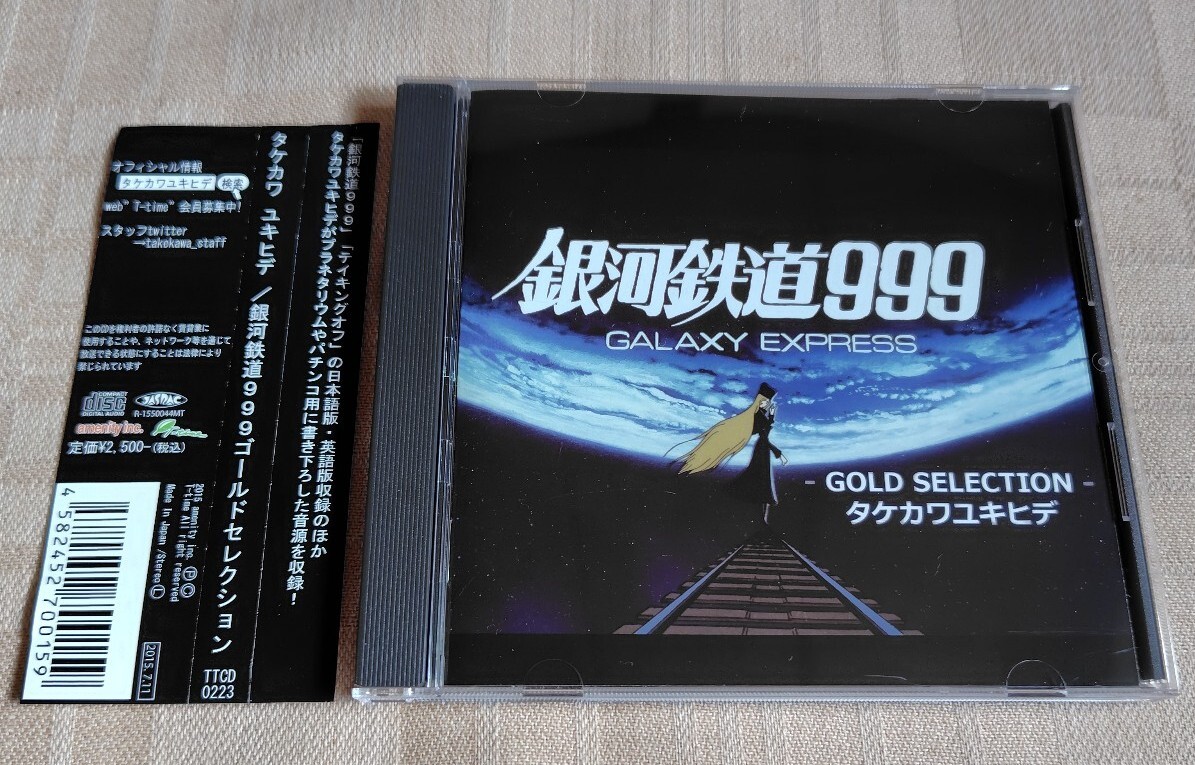 「銀河鉄道999」「テイキングオフ」の日本語版・英語版収録のほか
タケカワユキヒデがプラネタリウムや、パチンコ用に書き下ろした音源を収録!
タケカワ ユキヒデ/銀河鉄道999ゴールドセレクション
TTCD
0223
オフィシャル情報
タケカワユキヒデ 検索
web"T-time"会員募集中!
スタッフtwitter
→takekawa_staff
このCDを権利者の許諾なく賃貸業に
使用することや、ネットワーク等を通じて
放送できる状態にすることは法律により
禁じられています
COMPACT
disc
DIGITAL AUDIO
JASRAC
R-1550044MT
amenity inc.
定価¥2,500-(税込)
2015 amenity inc.
Made in Japan /Stereo Ⓛ
2015.7.11
4582452700159
銀河鉄道999
GALAXY EXPRESS
- GOLD SELECTION -
タケカワユキヒデ